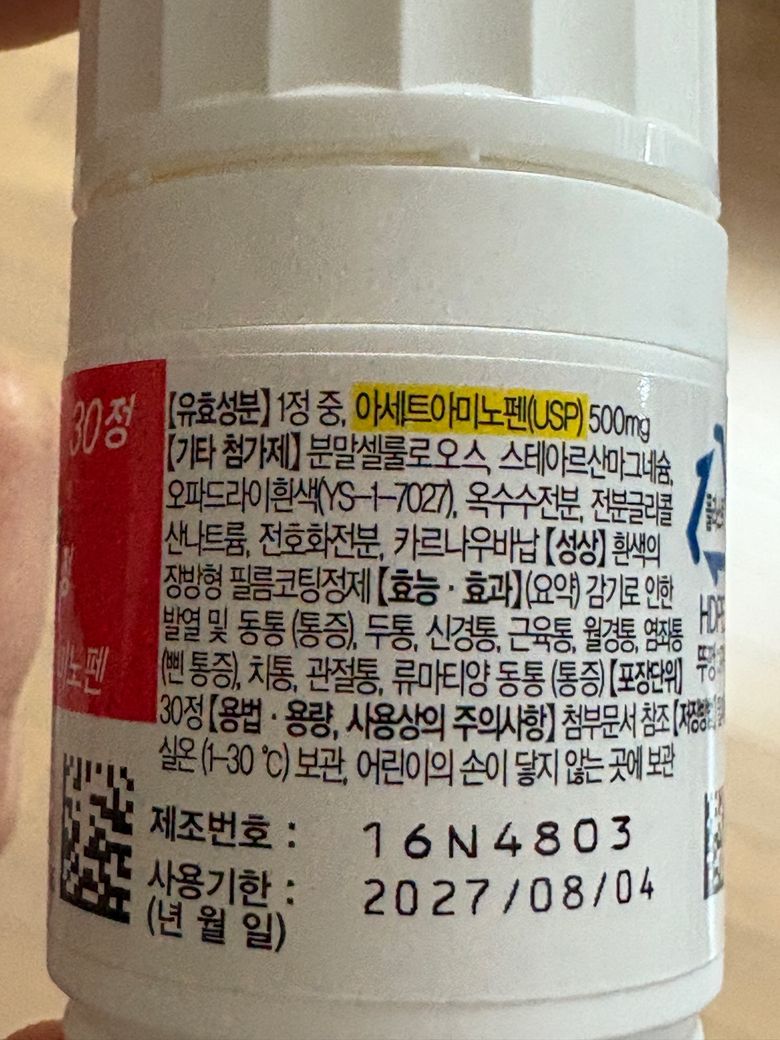 30정
【유효성분】 1정 중, 아세트아미노펜(USP) 500mg
【기타 첨가제】 분말셀룰로오스, 스테아르산마그네슘,
오파드라이흰색(YS-1-7027), 옥수수전분, 전분글리콜
산나트륨, 전호화전분, 카르나우바납 【성상】 흰색의
장방형 필름코팅정제 【효능·효과】 (요약) 감기로 인한
발열 및 동통 (통증), 두통, 신경통, 근육통, 월경통, 염좌통
(삔 통증), 치통, 관절통, 류마티양 동통 (통증) 【포장단위】
30정 【용법·용량, 사용상의 주의사항】 첨부문서 참조
실온 (1-30 ℃) 보관, 어린이의 손이 닿지 않는 곳에 보관
제조번호 : 16N4803
사용기한 : 2027/08/04
(년 월 일)